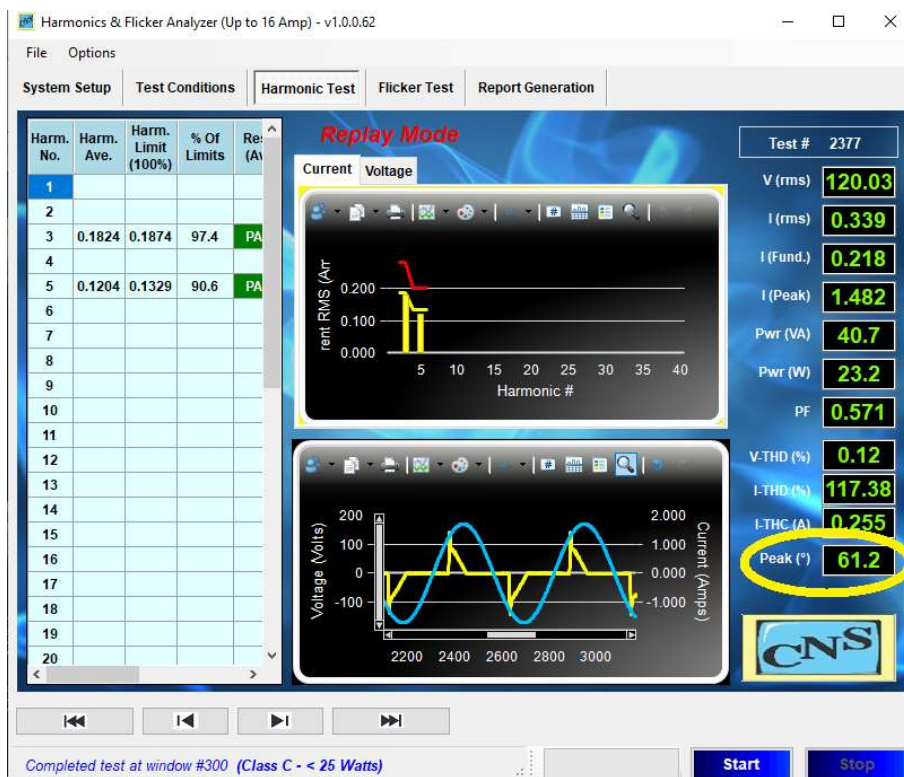 Harmonics & Flicker Analyzer (Up to 16 Amp) - v1.0.0.62
File Options
System Setup Test Conditions Harmonic Test Flicker Test Report Generation
Harm. No. Harm. Ave. Harm. Limit (100%) % Of Limits
1
2
3 0.1824 0.1874 97.4 PA
4
5 0.1204 0.1329 90.6 PA
6
7
8
9
10
11
12
13
14
15
16
17
18
19
20
Replay Mode
Current Voltage
rent RMS (Arr
0.200
0.100
0.000
5 10 15 20 25 30 35 40
Harmonic #
Voltage (Volts)
200
100
0
-100
2.000
1.000
0.000
-1.000
Current (Amps)
2200 2400 2600 2800 3000
Test # 2377
V (rms) 120.03
I (rms) 0.339
I (Fund.) 0.218
I (Peak) 1.482
Pwr (VA) 40.7
Pwr (W) 23.2
PF 0.571
V-THD (%) 0.12
I-THD (%) 117.38
I-THC (A) 0.255
Peak (°) 61.2
CNS
Completed test at window #300 (Class C - < 25 Watts)
Start Stop